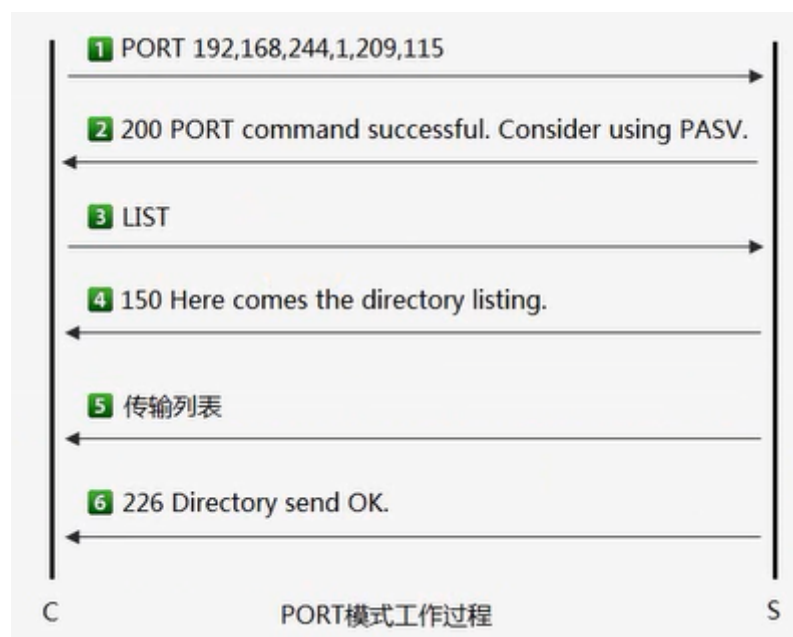 1 PORT 192,168,244,1,209,115
2 200 PORT command successful. Consider using PASV.
3 LIST
4 150 Here comes the directory listing.
5 传输列表
6 226 Directory send OK.
C PORT模式工作过程 S